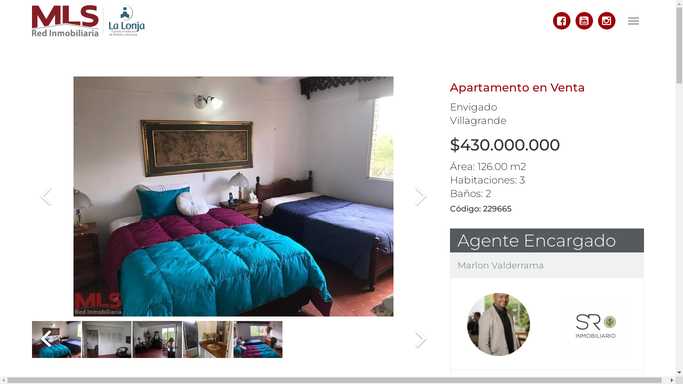 MLS
Red Inmobiliaria
La Lonja
Apartamento en Venta
Envigado
Villagrande
$430.000.000
Área: 126.00 m2
Habitaciones: 3
Baños: 2
Código: 229665
Agente Encargado
Marlon Valderrama
MLS
Red Inmobiliaria
SR
INMOBILIARIO